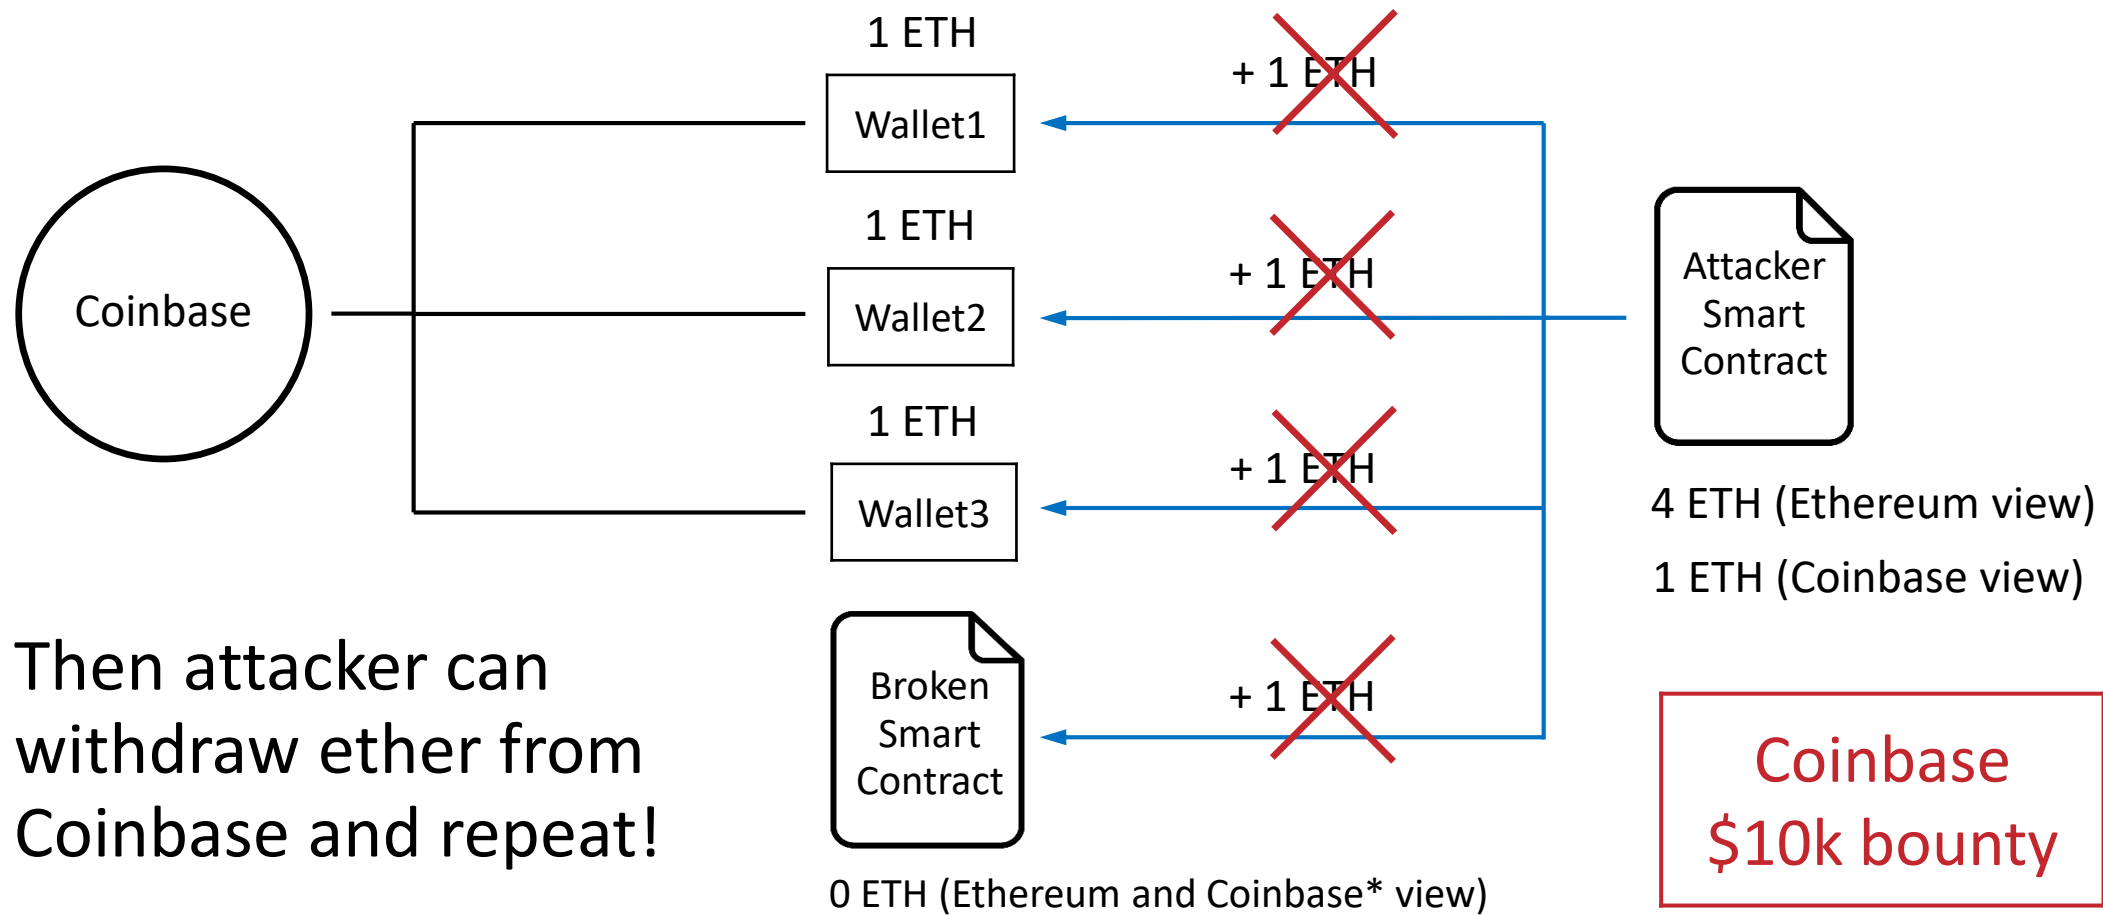 1 ETH
+ 1 ETH
Wallet1
1 ETH
+ 1 ETH
Coinbase
Wallet2
Attacker
Smart
Contract
1 ETH
+ 1 ETH
Wallet3
4 ETH (Ethereum view)
1 ETH (Coinbase view)
Then attacker can
withdraw ether from
Coinbase and repeat!
Broken
Smart
Contract
+ 1 ETH
0 ETH (Ethereum and Coinbase* view)
Coinbase
$10k bounty